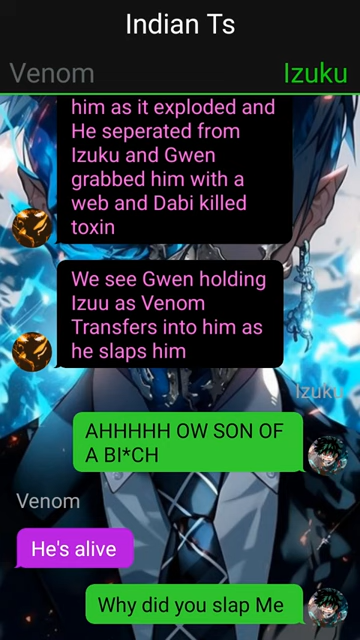 Indian Ts
Venom
Izuku
him as it exploded and
He seperated from
Izuku and Gwen
grabbed him with a
web and Dabi killed
toxin
We see Gwen holding
Izuu as Venom
Transfers into him as
he slaps him
Izuku
AHHHHH OW SON OF
A BI*CH
Venom
He's alive
Why did you slap Me